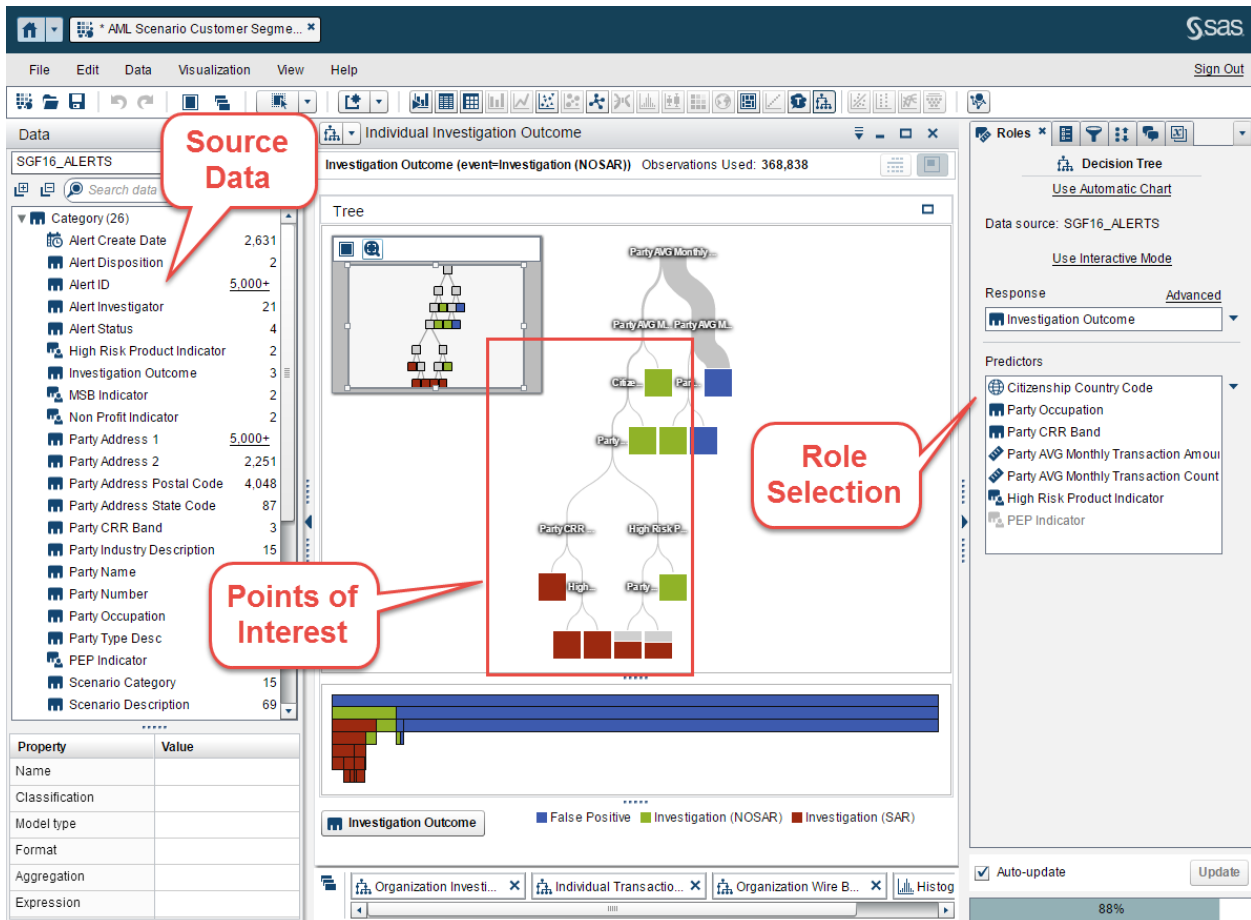 * AML Scenario Customer Segme...
sas
File Edit Data Visualization View Help
Sign Out
Data
SGF16_ALERTS
Search data
Category (26)
Alert Create Date 2,631
Alert Disposition 2
Alert ID 5,000+
Alert Investigator 21
Alert Status 4
High Risk Product Indicator 2
Investigation Outcome 3
MSB Indicator 2
Non Profit Indicator 2
Party Address 1 5,000+
Party Address 2 2,251
Party Address Postal Code 4,048
Party Address State Code 87
Party CRR Band 3
Party Industry Description 15
Party Name
Party Number
Party Occupation
Party Type Desc
PEP Indicator
Scenario Category 15
Scenario Description 69
Property Value
Name
Classification
Model type
Format
Aggregation
Expression
Source
Data
Individual Investigation Outcome
Investigation Outcome (event=Investigation (NOSAR)) Observations Used: 368,838
Tree
Party AVG Monthly ...
Party AVG M... Party AVG M...
Citize... Part...
Party...
Party CRR ... High Risk P...
High... Party...
Points of
Interest
Investigation Outcome
False Positive Investigation (NOSAR) Investigation (SAR)
Organization Investi... Individual Transactio... Organization Wire B... Histog
Roles
Decision Tree
Use Automatic Chart
Data source: SGF16_ALERTS
Use Interactive Mode
Response Advanced
Investigation Outcome
Predictors
Citizenship Country Code
Party Occupation
Party CRR Band
Party AVG Monthly Transaction Amou
Party AVG Monthly Transaction Count
High Risk Product Indicator
PEP Indicator
Role
Selection
Auto-update Update
88%